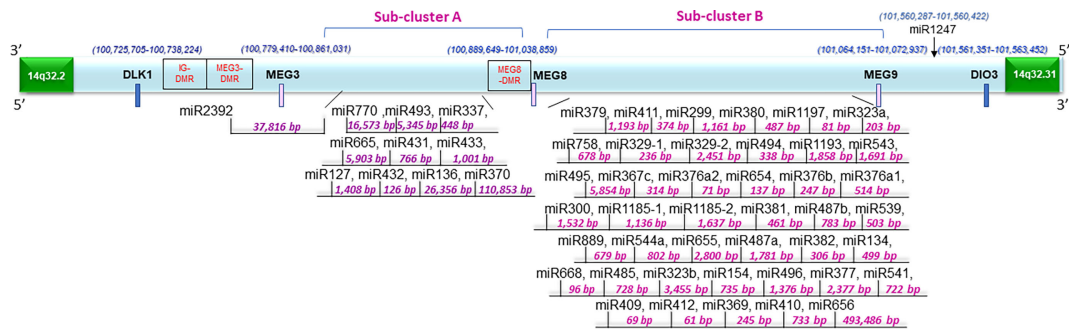 Sub-cluster A
Sub-cluster B
(101,560,287-101,560,422)
miR1247
(100,725,705-100,738,224)
(100,779,410-100,861,031)
(100,889,649-101,038,859)
(101,064,151-101,072,937)
(101,561,351-101,563,452)
3’
5’
14q32.2
DLK1
IG-DMR
MEG3-DMR
MEG3
MEG8-DMR
MEG8
MEG9
DIO3
14q32.31
5’
3’
miR2392
37,816 bp
miR770 ,miR493, miR337,
16,573 bp 5,345 bp 448 bp
miR665, miR431, miR433,
5,903 bp 766 bp 1,001 bp
miR127, miR432, miR136, miR370
1,408 bp 126 bp 26,356 bp 110,853 bp
miR379, miR411, miR299, miR380, miR1197, miR323a,
1,193 bp 374 bp 1,161 bp 487 bp 81 bp 203 bp
miR758, miR329-1, miR329-2, miR494, miR1193, miR543,
678 bp 236 bp 2,451 bp 338 bp 1,858 bp 1,691 bp
miR495, miR367c, miR376a2, miR654, miR376b, miR376a1,
5,854 bp 314 bp 71 bp 137 bp 247 bp 514 bp
miR300, miR1185-1, miR1185-2, miR381, miR487b, miR539,
1,532 bp 1,136 bp 1,637 bp 461 bp 783 bp 503 bp
miR889, miR544a, miR655, miR487a, miR382, miR134,
679 bp 802 bp 2,800 bp 1,781 bp 306 bp 499 bp
miR668, miR485, miR323b, miR154, miR496, miR377, miR541,
96 bp 728 bp 3,455 bp 735 bp 1,376 bp 2,377 bp 722 bp
miR409, miR412, miR369, miR410, miR656
69 bp 61 bp 245 bp 733 bp 493,486 bp